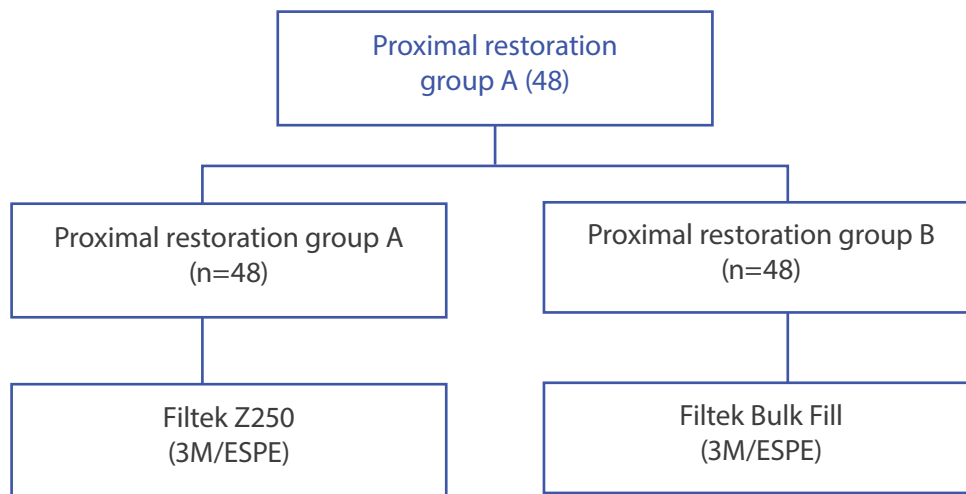 Proximal restoration
group A (48)
Proximal restoration group A
(n=48)
Proximal restoration group B
(n=48)
Filtek Z250
(3M/ESPE)
Filtek Bulk Fill
(3M/ESPE)